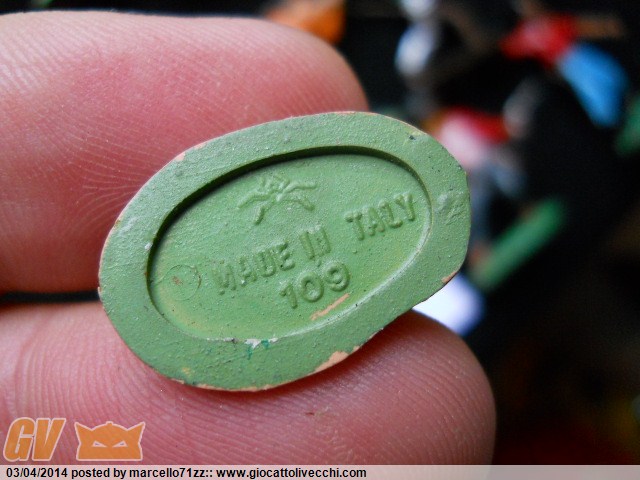 MADE IN ITALY
109
GV
03/04/2014 posted by marcello71zz:: www.giocattolivecchi.com